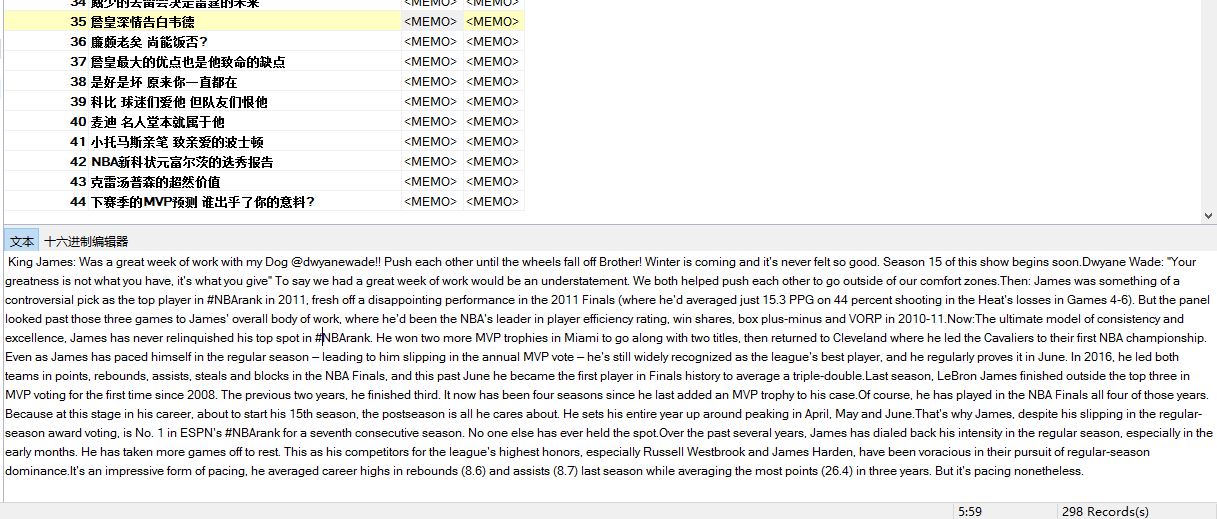 34 威少的去留会决定雷霆的未来
35 詹皇深情告白韦德 <MEMO> <MEMO>
36 廉颇老矣 尚能饭否? <MEMO> <MEMO>
37 詹皇最大的优点也是他致命的缺点 <MEMO> <MEMO>
38 是好是坏 原来你一直都在 <MEMO> <MEMO>
39 科比 球迷们爱他 但队友们恨他 <MEMO> <MEMO>
40 麦迪 名人堂本就属于他 <MEMO> <MEMO>
41 小托马斯亲笔 致亲爱的波士顿 <MEMO> <MEMO>
42 NBA新科状元富尔茨的选秀报告 <MEMO> <MEMO>
43 克雷汤普森的超然价值 <MEMO> <MEMO>
44 下赛季的MVP预测 谁出乎了你的意料? <MEMO> <MEMO>
文本 十六进制编辑器
King James: Was a great week of work with my Dog @dwyanewade!! Push each other until the wheels fall off Brother! Winter is coming and it's never felt so good. Season 15 of this show begins soon.Dwyane Wade: "Your
greatness is not what you have, it's what you give" To say we had a great week of work would be an understatement. We both helped push each other to go outside of our comfort zones.Then: James was something of a
controversial pick as the top player in #NBArank in 2011, fresh off a disappointing performance in the 2011 Finals (where he'd averaged just 15.3 PPG on 44 percent shooting in the Heat's losses in Games 4-6). But the panel
looked past those three games to James' overall body of work, where he'd been the NBA's leader in player efficiency rating, win shares, box plus-minus and VORP in 2010-11.Now:The ultimate model of consistency and
excellence, James has never relinquished his top spot in #NBArank. He won two more MVP trophies in Miami to go along with two titles, then returned to Cleveland where he led the Cavaliers to their first NBA championship.
Even as James has paced himself in the regular season – leading to him slipping in the annual MVP vote – he's still widely recognized as the league's best player, and he regularly proves it in June. In 2016, he led both
teams in points, rebounds, assists, steals and blocks in the NBA Finals, and this past June he became the first player in Finals history to average a triple-double.Last season, LeBron James finished outside the top three in
MVP voting for the first time since 2008. The previous two years, he finished third. It now has been four seasons since he last added an MVP trophy to his case.Of course, he has played in the NBA Finals all four of those years.
Because at this stage in his career, about to start his 15th season, the postseason is all he cares about. He sets his entire year up around peaking in April, May and June.That's why James, despite his slipping in the regular-
season award voting, is No. 1 in ESPN's #NBArank for a seventh consecutive season. No one else has ever held the spot.Over the past several years, James has dialed back his intensity in the regular season, especially in the
early months. He has taken more games off to rest. This as his competitors for the league's highest honors, especially Russell Westbrook and James Harden, have been voracious in their pursuit of regular-season
dominance.It's an impressive form of pacing, he averaged career highs in rebounds (8.6) and assists (8.7) last season while averaging the most points (26.4) in three years. But it's pacing nonetheless.
5:59 298 Records(s)